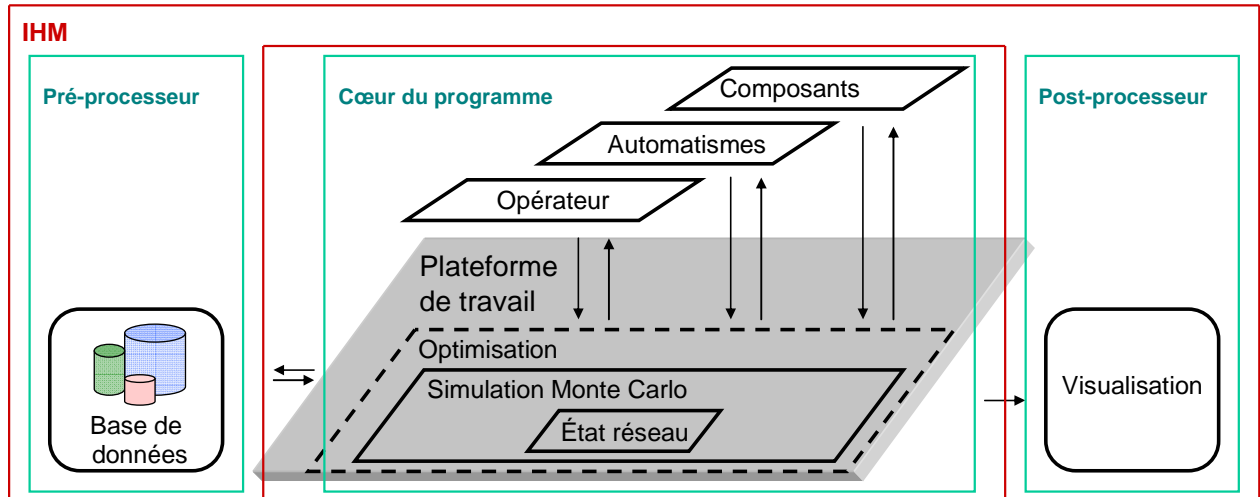 IHM
Pré-processeur
Cœur du programme
Composants
Post-processeur
Automatismes
Opérateur
Plateforme
de travail
Optimisation
Simulation Monte Carlo
État réseau
Base de
données
Visualisation